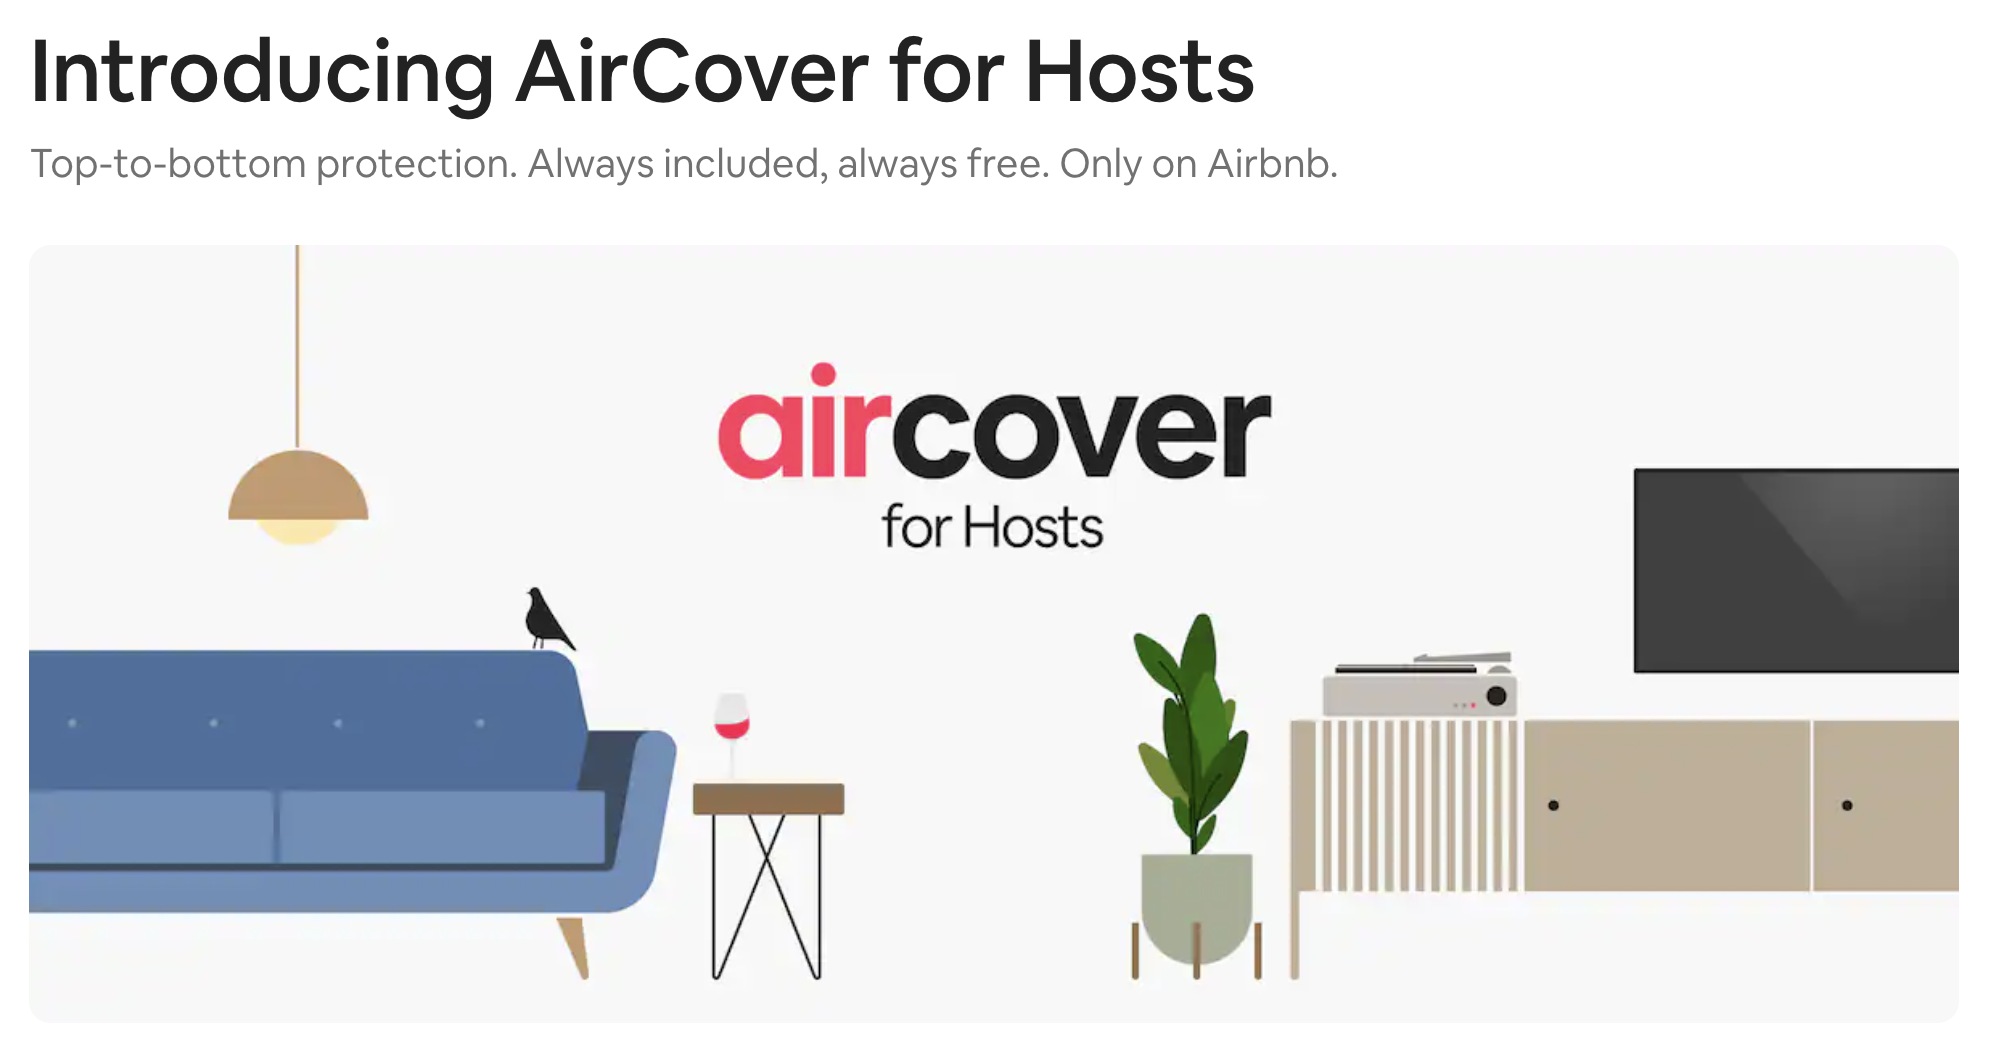 Introducing AirCover for Hosts
Top-to-bottom protection. Always included, always free. Only on Airbnb.
aircover
for Hosts